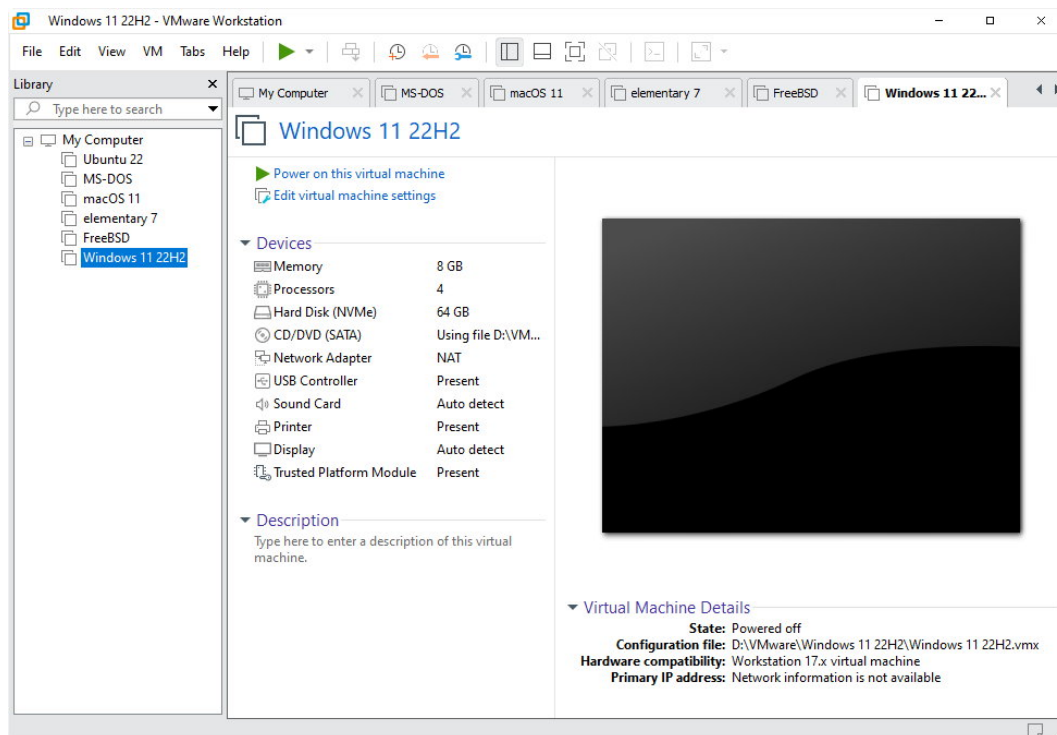 Windows 11 22H2 - VMware Workstation
File Edit View VM Tabs Help
Library
Type here to search
My Computer
Ubuntu 22
MS-DOS
macOS 11
elementary 7
FreeBSD
Windows 11 22H2
My Computer MS-DOS macOS 11 elementary 7 FreeBSD Windows 11 22...
Windows 11 22H2
Power on this virtual machine
Edit virtual machine settings
Devices
Memory 8 GB
Processors 4
Hard Disk (NVMe) 64 GB
CD/DVD (SATA) Using file D:\VM...
Network Adapter NAT
USB Controller Present
Sound Card Auto detect
Printer Present
Display Auto detect
Trusted Platform Module Present
Description
Type here to enter a description of this virtual
machine.
Virtual Machine Details
State: Powered off
Configuration file: D:\VMware\Windows 11 22H2\Windows 11 22H2.vmx
Hardware compatibility: Workstation 17.x virtual machine
Primary IP address: Network information is not available